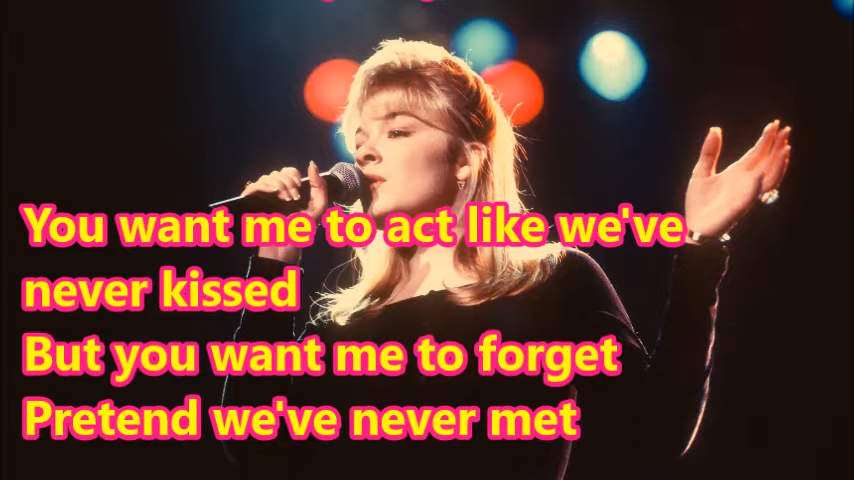 You want me to act like we've
never kissed
But you want me to forget
Pretend we've never met